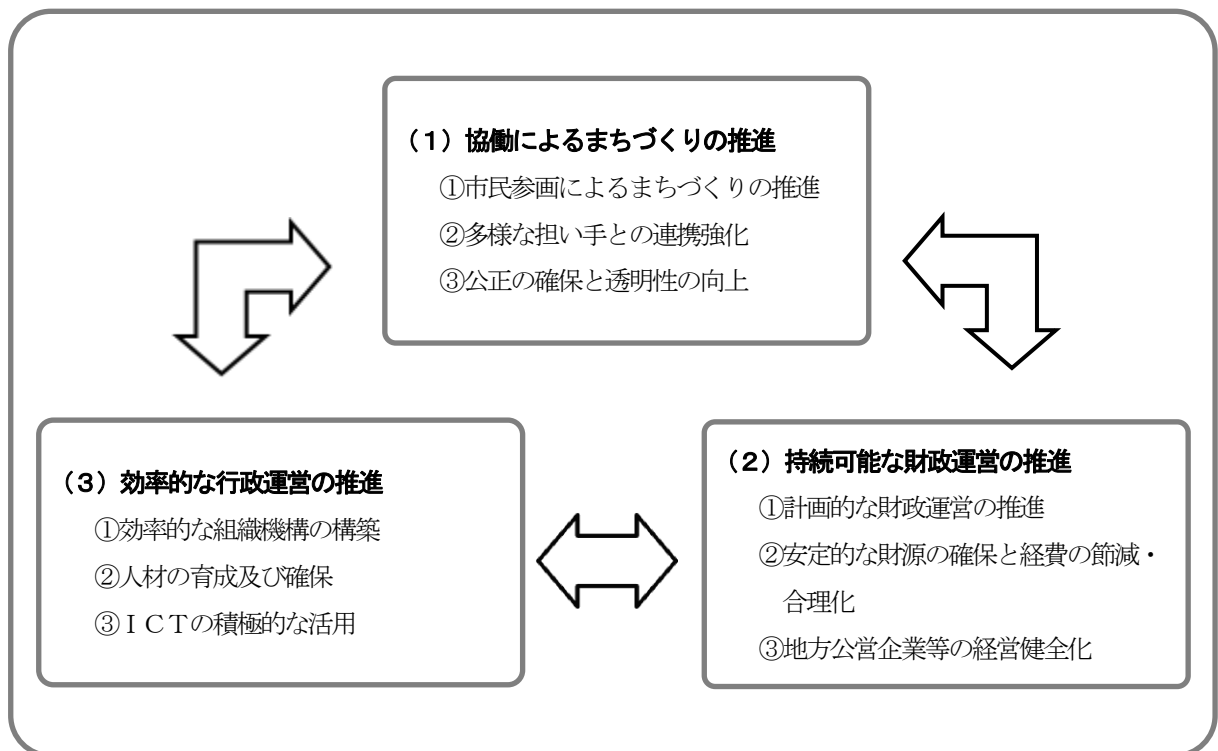 （１）協働によるまちづくりの推進
①市民参画によるまちづくりの推進
②多様な担い手との連携強化
③公正の確保と透明性の向上
（３）効率的な行政運営の推進
①効率的な組織機構の構築
②人材の育成及び確保
③ＩＣＴの積極的な活用
（２）持続可能な財政運営の推進
①計画的な財政運営の推進
②安定的な財源の確保と経費の節減・
合理化
③地方公営企業等の経営健全化